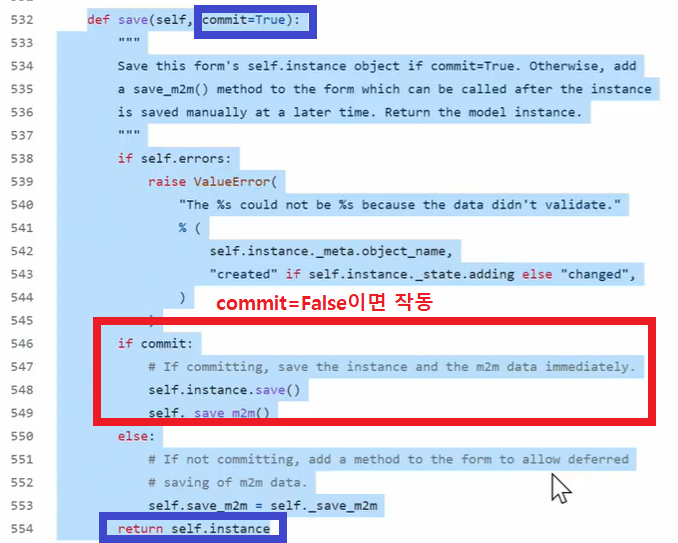 532 def save(self, commit=True):
533 """
534 Save this form's self.instance object if commit=True. Otherwise, add
535 a save_m2m() method to the form which can be called after the instance
536 is saved manually at a later time. Return the model instance.
537 """
538 if self.errors:
539 raise ValueError(
540 "The %s could not be %s because the data didn't validate."
541 % (
542 self.instance._meta.object_name,
543 "created" if self.instance._state.adding else "changed",
544 )
commit=False이면 작동
545 )
546 if commit:
547 # If committing, save the instance and the m2m data immediately.
548 self.instance.save()
549 self._save_m2m()
550 else:
551 # If not committing, add a method to the form to allow deferred
552 # saving of m2m data.
553 self.save_m2m = self._save_m2m
554 return self.instance